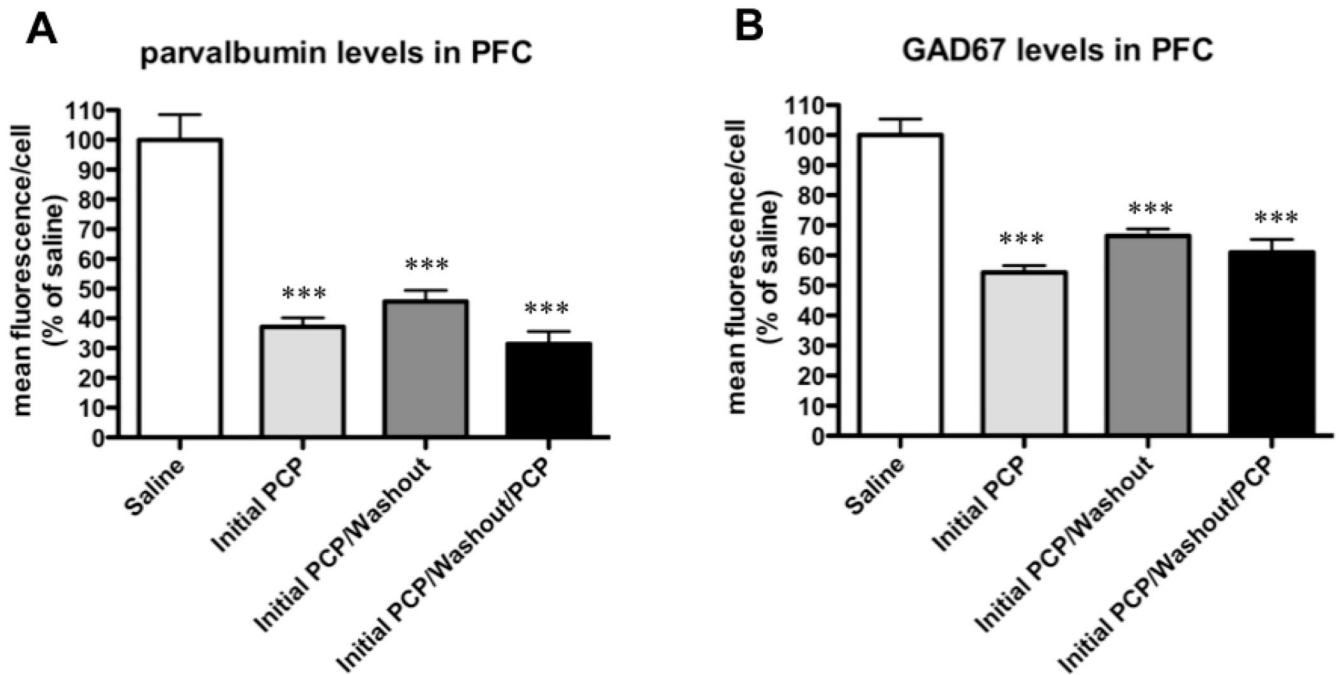 A
parvalbumin levels in PFC
mean fluorescence/cell
(% of saline)
110
100
90
80
70
60
50
40
30
20
10
0
***
***
***
Saline
Initial PCP
Initial PCP/Washout
Initial PCP/Washout/PCP
B
GAD67 levels in PFC
mean fluorescence/cell
(% of saline)
110
100
90
80
70
60
50
40
30
20
10
0
***
***
***
Saline
Initial PCP
Initial PCP/Washout
Initial PCP/Washout/PCP